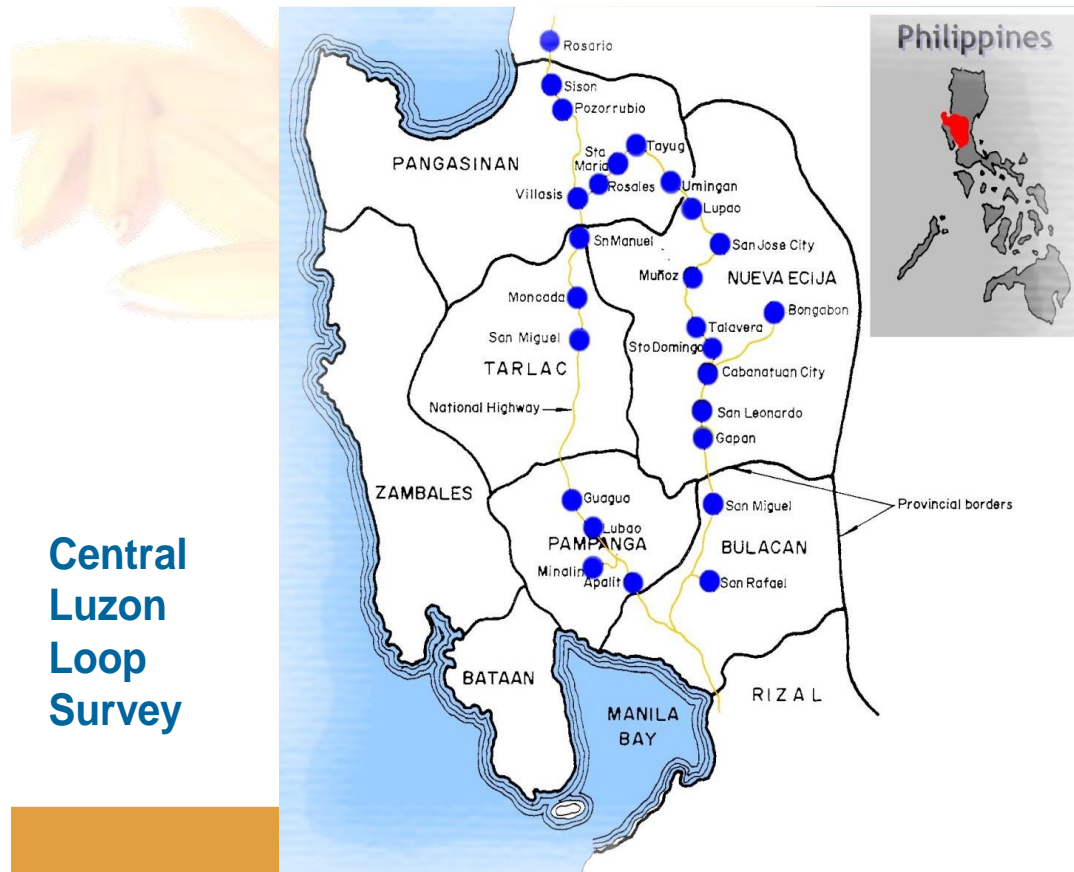 Philippines
Rosario
Sison
Pozorrubio
PANGASINAN
Sta
Maria
Tayug
Villasis
Rosales
Umingan
Lupao
Sn Manuel
San Jose City
Muñoz
NUEVA ECIJA
Moncada
Bongabon
San Miguel
Talavera
Sto Domingo
TARLAC
Cabanatuan City
National Highway
San Leonardo
Gapan
ZAMBALES
Guagua
San Miguel
Provincial borders
Lubao
PAMPANGA
BULACAN
Minalin
Apalit
San Rafael
Central
Luzon
Loop
Survey
BATAAN
RIZAL
MANILA
BAY